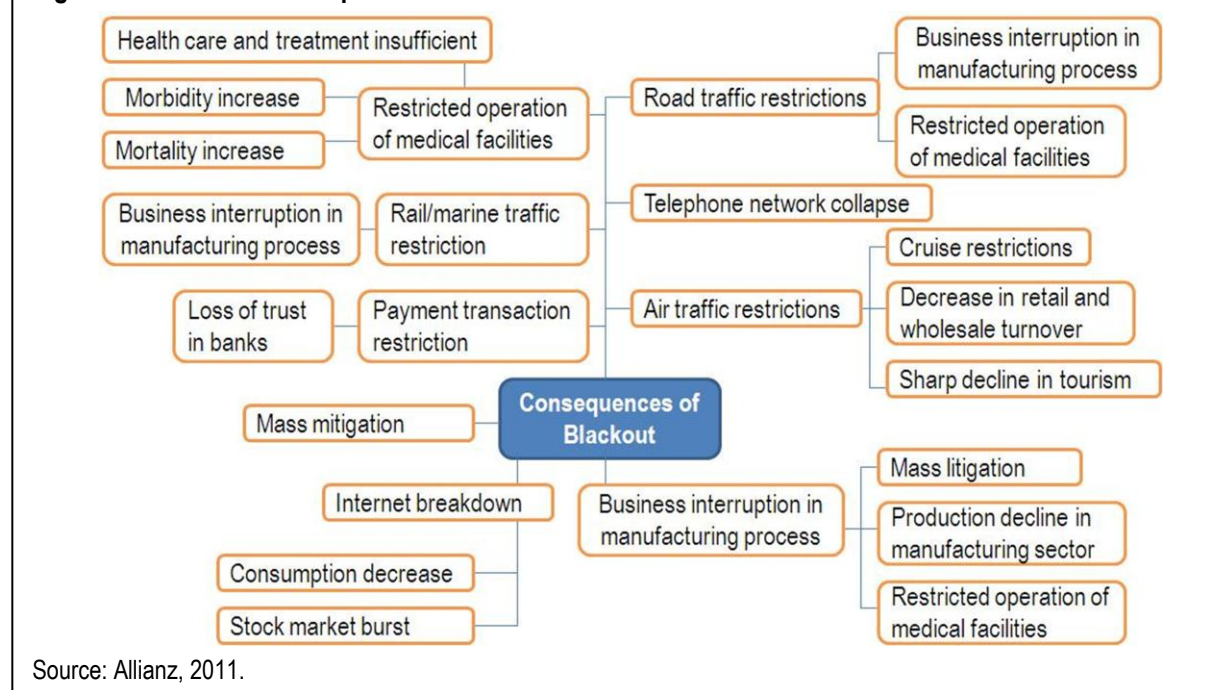 Health care and treatment insufficient
Morbidity increase
Mortality increase
Restricted operation
of medical facilities
Business interruption in
manufacturing process
Rail/marine traffic
restriction
Loss of trust
in banks
Payment transaction
restriction
Road traffic restrictions
Business interruption in
manufacturing process
Restricted operation
of medical facilities
Telephone network collapse
Air traffic restrictions
Cruise restrictions
Decrease in retail and
wholesale turnover
Sharp decline in tourism
Consequences of
Blackout
Mass mitigation
Internet breakdown
Consumption decrease
Stock market burst
Business interruption in
manufacturing process
Mass litigation
Production decline in
manufacturing sector
Restricted operation of
medical facilities
Source: Allianz, 2011.